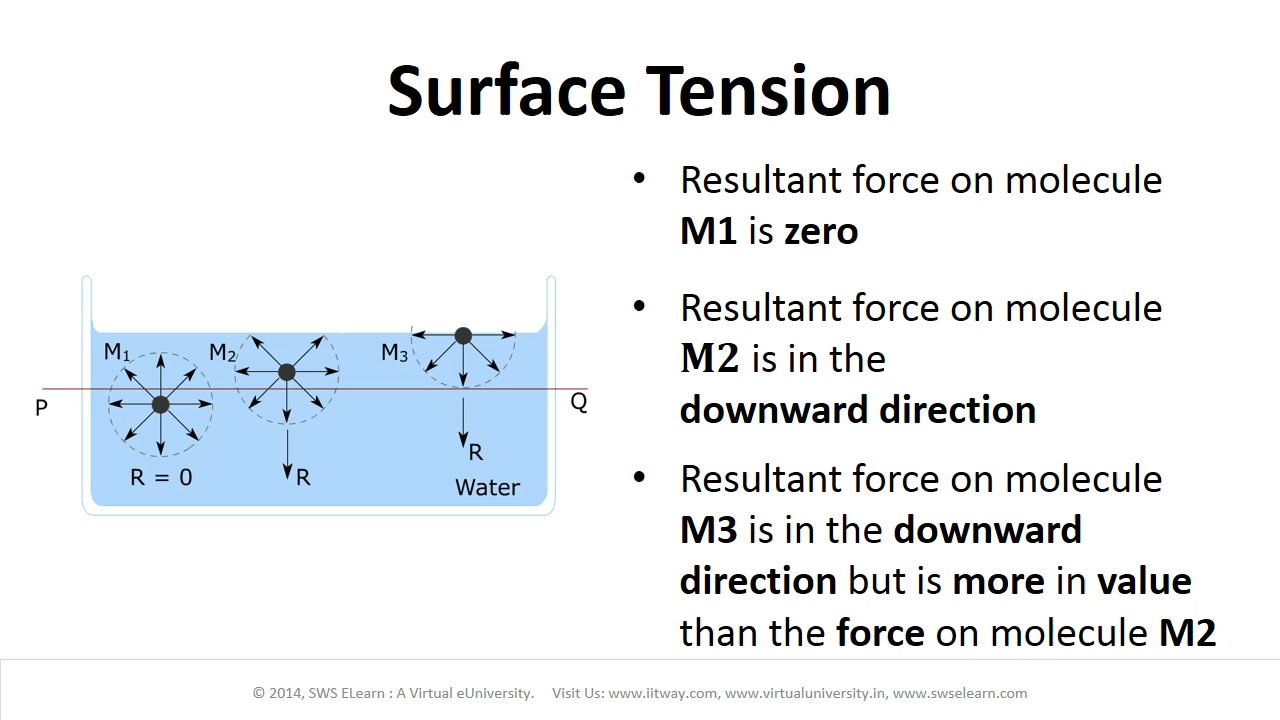 Surface Tension
• Resultant force on molecule
M1 is zero
• Resultant force on molecule
M2 is in the
downward direction
• Resultant force on molecule
M3 is in the downward
direction but is more in value
than the force on molecule M2
M₁
M₂
M₃
P
Q
R = 0
R
R
Water
© 2014, SWS ELearn : A Virtual eUniversity. Visit Us: www.iitway.com, www.virtualuniversity.in, www.swselearn.com